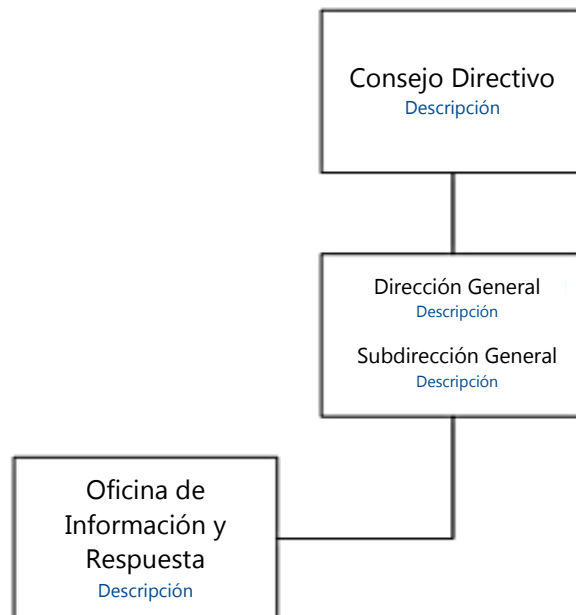 Consejo Directivo
Descripción
Dirección General
Descripción
Subdirección General
Descripción
Oficina de
Información y
Respuesta
Descripción